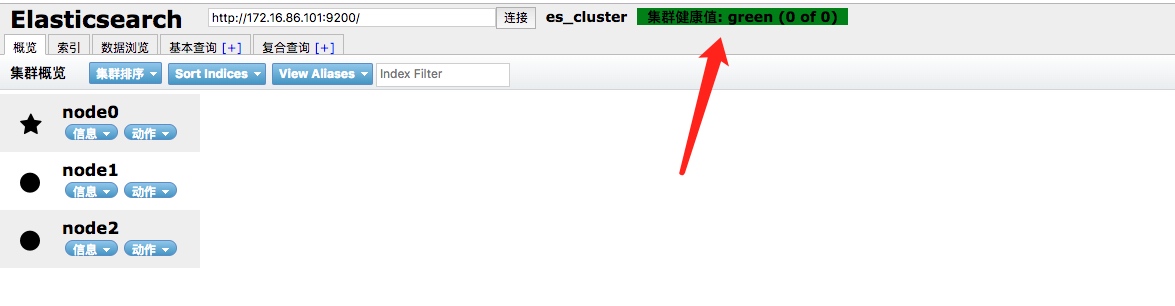 Elasticsearch http://172.16.86.101:9200/ 连接 es_cluster 集群健康值: green (0 of 0)
概览 索引 数据浏览 基本查询 [+] 复合查询 [+]
集群概览 集群排序 Sort Indices View Aliases Index Filter
node0
信息 动作
node1
信息 动作
node2
信息 动作